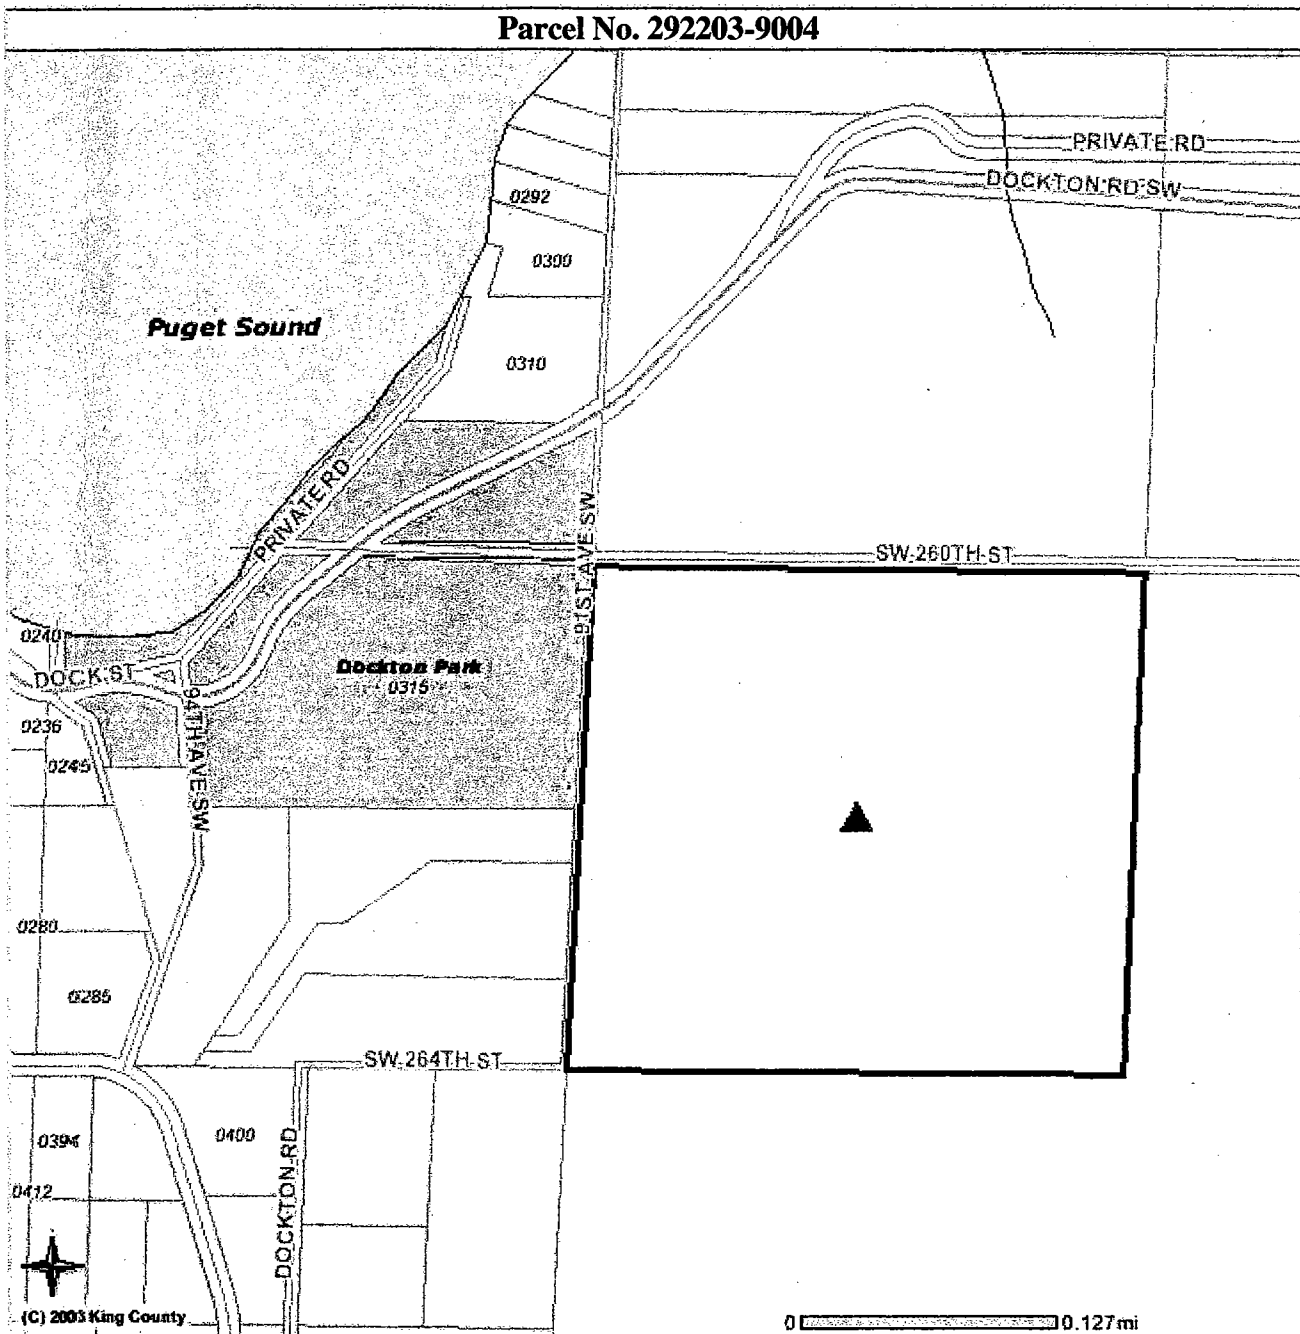 Parcel No. 292203-9004
PRIVATE RD
DOCKTON RD SW
0292
0300
Puget Sound
0310
PRIVATE RD
91ST AVE SW
SW 260TH ST
0240
DOCK ST
Dockton Park
0315
94TH AVE SW
0236
0245
0280
0285
SW 264TH ST
0394
0400
DOCKTON RD
0412
(C) 2003 King County
0
0.127mi